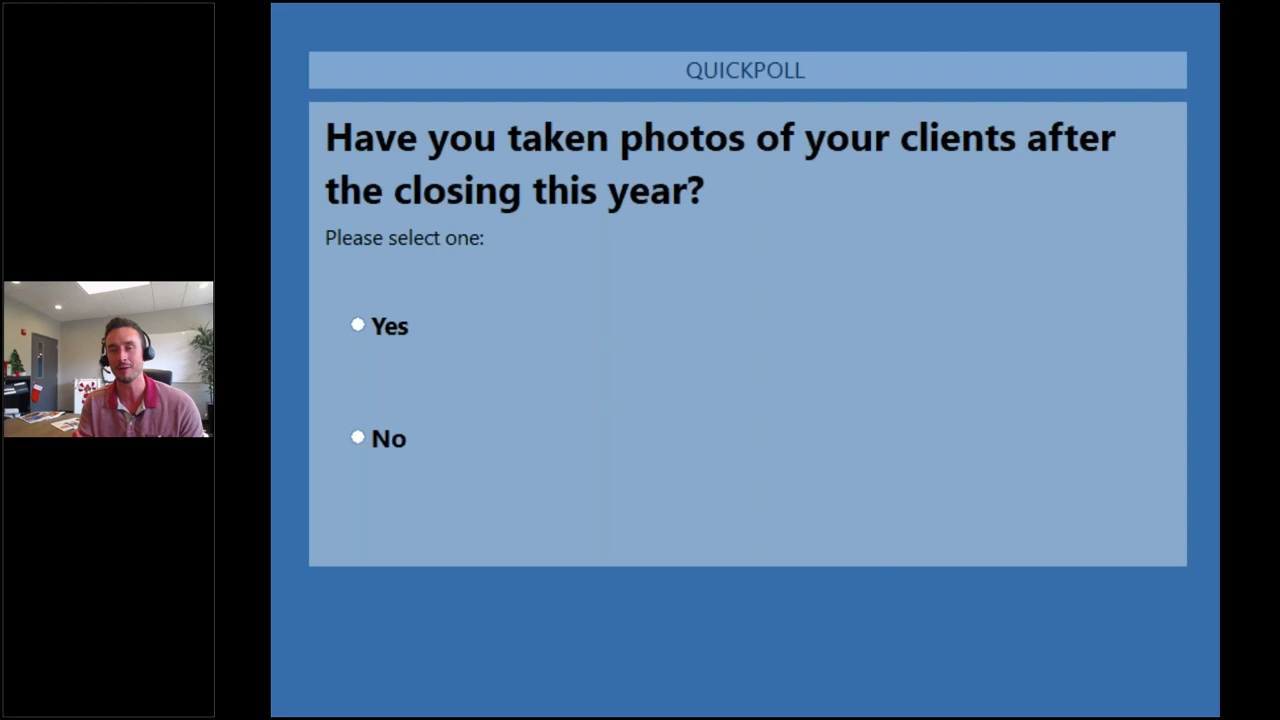 QUICKPOLL
Have you taken photos of your clients after
the closing this year?
Please select one:
Yes
No